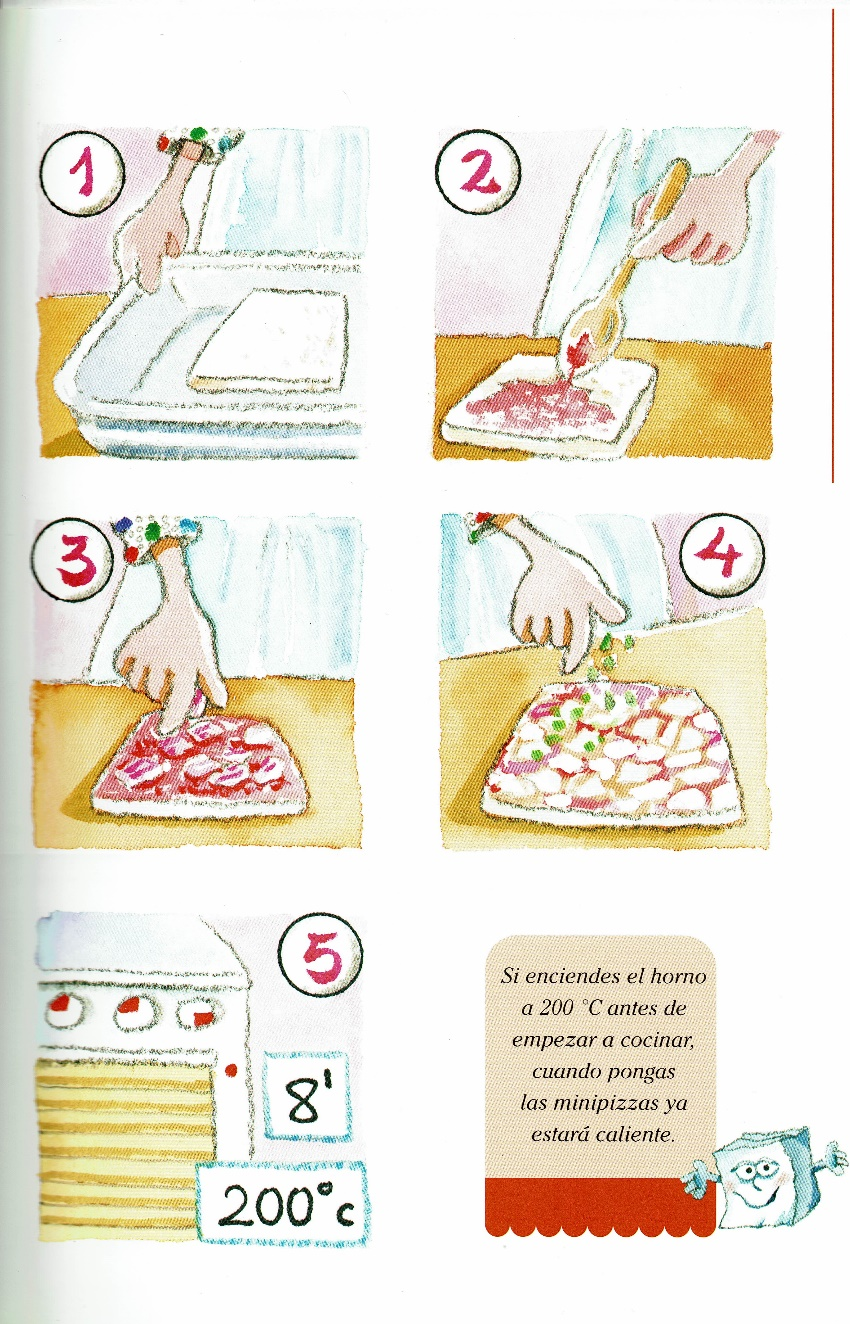 1
2
3
4
5
8'
200°c
Si enciendes el horno
a 200 °C antes de
empezar a cocinar,
cuando pongas
las minipizzas ya
estará caliente.